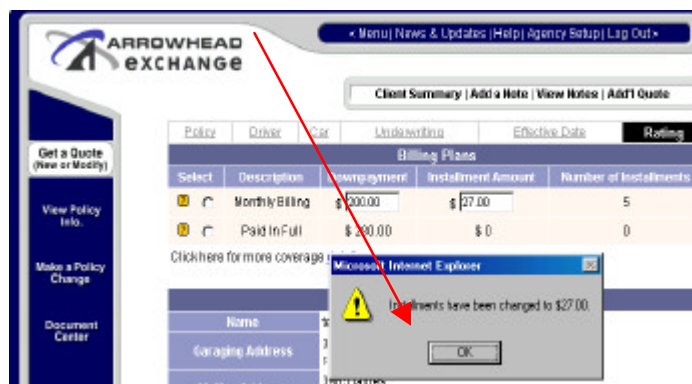 < Menu | News & Updates | Help | Agency Setup | Log Out >
ARROWHEAD
exCHANGe
Client Summary | Add a Note | View Notes | Add'l Quote
Policy Driver Car Underwriting Effective Date Rating
Get a Quote
(New or Modify)
Billing Plans
Select Description Downpayment Installment Amount Number of Installments
Monthly Billing $ 200.00 $ 27.00 5
Paid In Full $ $ 0 0
View Policy
Info.
Click here for more coverage
Make a Policy
Change
Microsoft Internet Explorer
Installments have been changed to $27.00.
OK
Document
Center
Name
Garaging Address